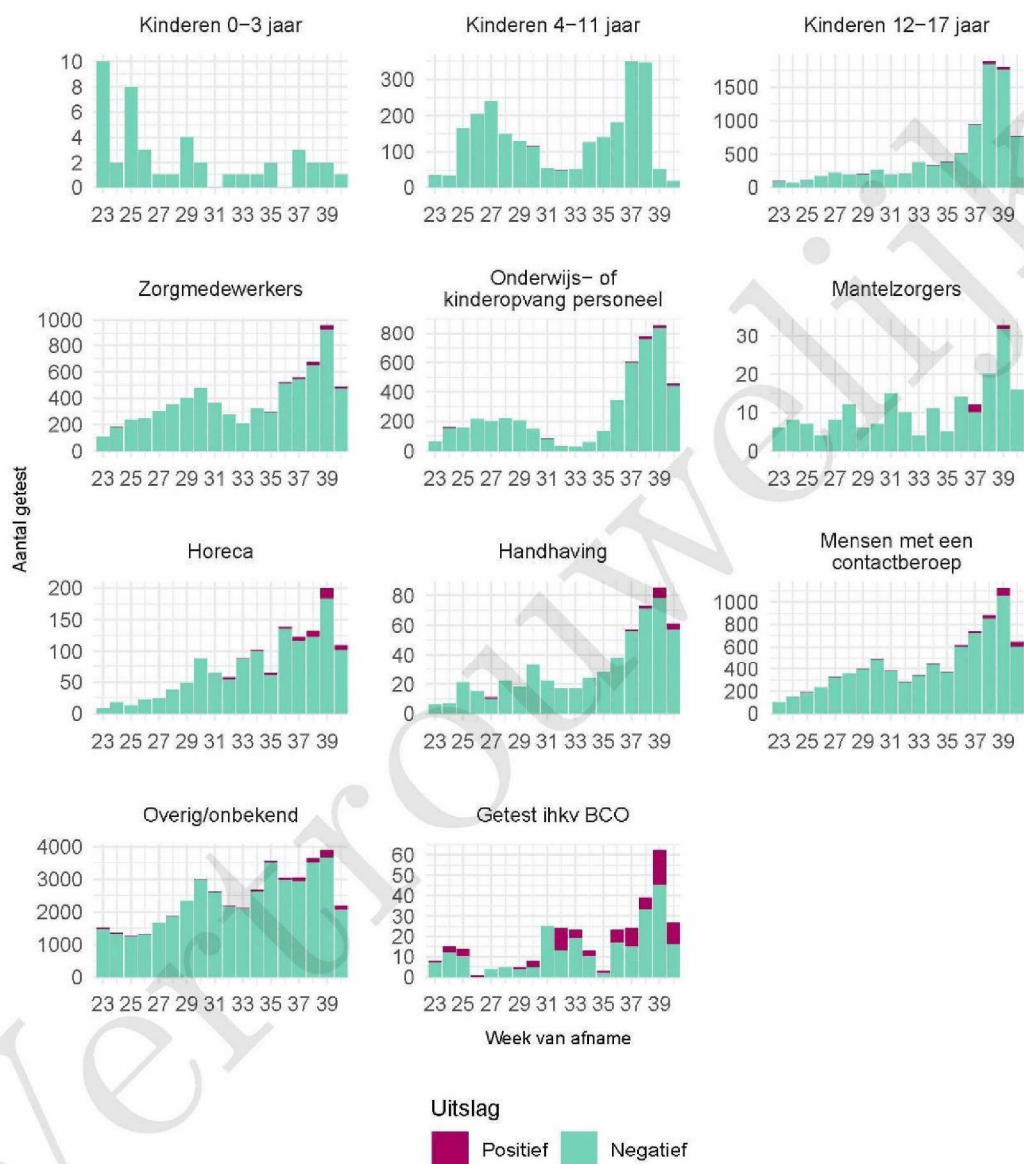 Kinderen 0−3 jaar
Kinderen 4−11 jaar
Kinderen 12−17 jaar
10
8
6
4
2
0
300
200
100
0
1500
1000
500
0
23 25 27 29 31 33 35 37 39
23 25 27 29 31 33 35 37 39
23 25 27 29 31 33 35 37 39
Zorgmedewerkers
Onderwijs− of
kinderopvang personeel
Mantelzorgers
1000
800
600
400
200
0
800
600
400
200
0
30
20
10
0
23 25 27 29 31 33 35 37 39
23 25 27 29 31 33 35 37 39
23 25 27 29 31 33 35 37 39
Aantal getest
Horeca
Handhaving
Mensen met een
contactberoep
200
150
100
50
0
80
60
40
20
0
1000
800
600
400
200
0
23 25 27 29 31 33 35 37 39
23 25 27 29 31 33 35 37 39
23 25 27 29 31 33 35 37 39
Overig/onbekend
Getest ihkv BCO
4000
3000
2000
1000
0
60
50
40
30
20
10
0
23 25 27 29 31 33 35 37 39
23 25 27 29 31 33 35 37 39
Week van afname
Uitslag
Positief
Negatief
Vertrouwelijk